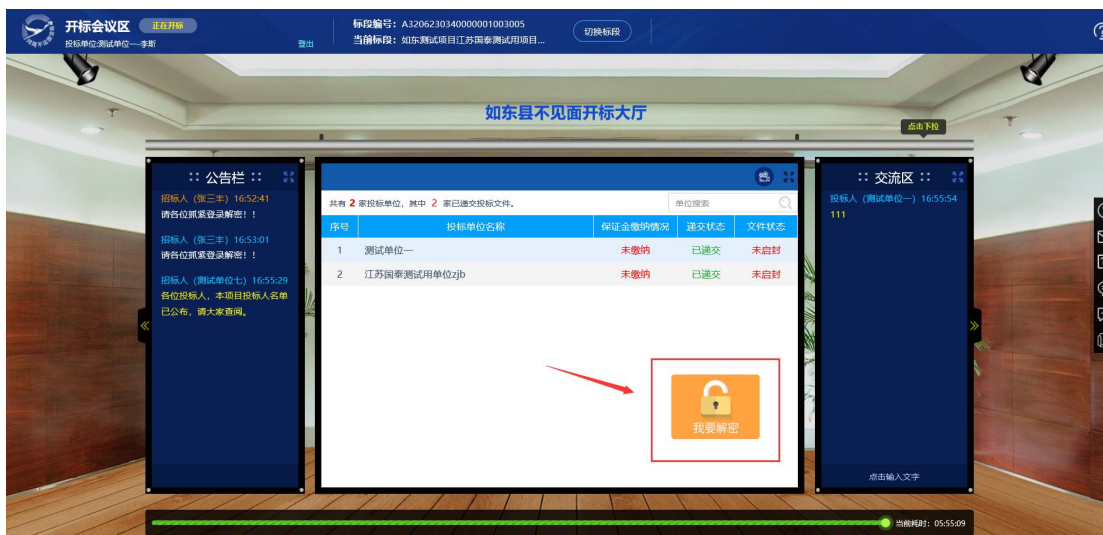 开标会议区 正在开标
投标单位:测试单位一-李斯 登出
标段编号：A3206230340000001003005
当前标段：如东测试项目江苏国泰测试用项目...
切换标段
如东县不见面开标大厅
点击下拉
:: 公告栏 ::
招标人（张三丰）16:52:41
请各位抓紧登录解密！！
招标人（张三丰）16:53:01
请各位抓紧登录解密！！
招标人（测试单位七）16:55:29
各位投标人，本项目投标人名单
已公布，请大家查阅。
共有 2 家投标单位，其中 2 家已递交投标文件。
单位搜索
序号 投标单位名称 保证金缴纳情况 递交状态 文件状态
1 测试单位一 未缴纳 已递交 未启封
2 江苏国泰测试用单位zjb 未缴纳 已递交 未启封
我要解密
:: 交流区 ::
投标人（测试单位一）16:55:54
111
点击输入文字
当前耗时：05:55:09